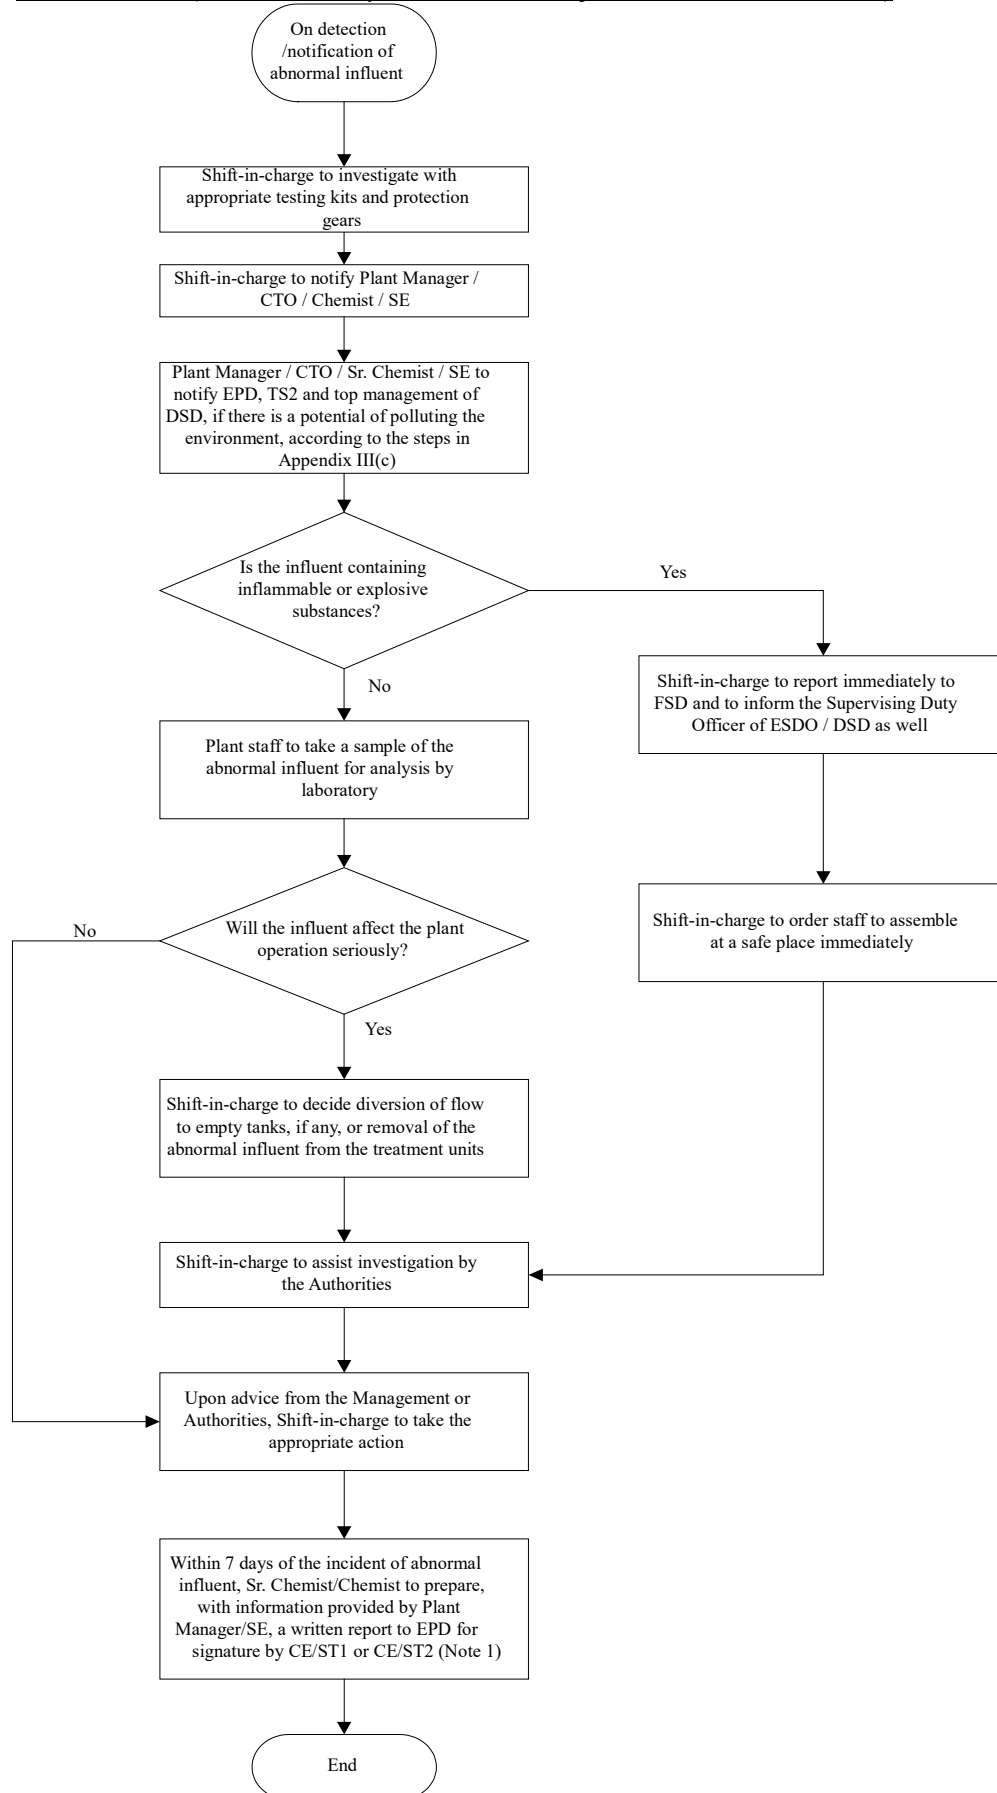 On detection
/notification of
abnormal influent
Shift-in-charge to investigate with
appropriate testing kits and protection
gears
Shift-in-charge to notify Plant Manager /
CTO / Chemist / SE
Plant Manager / CTO / Sr. Chemist / SE to
notify EPD, TS2 and top management of
DSD, if there is a potential of polluting the
environment, according to the steps in
Appendix III(c)
Is the influent containing
inflammable or explosive
substances?
Yes
No
Shift-in-charge to report immediately to
FSD and to inform the Supervising Duty
Officer of ESDO / DSD as well
Plant staff to take a sample of the
abnormal influent for analysis by
laboratory
Shift-in-charge to order staff to assemble
at a safe place immediately
Will the influent affect the plant
operation seriously?
No
Yes
Shift-in-charge to decide diversion of flow
to empty tanks, if any, or removal of the
abnormal influent from the treatment units
Shift-in-charge to assist investigation by
the Authorities
Upon advice from the Management or
Authorities, Shift-in-charge to take the
appropriate action
Within 7 days of the incident of abnormal
influent, Sr. Chemist/Chemist to prepare,
with information provided by Plant
Manager/SE, a written report to EPD for
signature by CE/ST1 or CE/ST2 (Note 1)
End